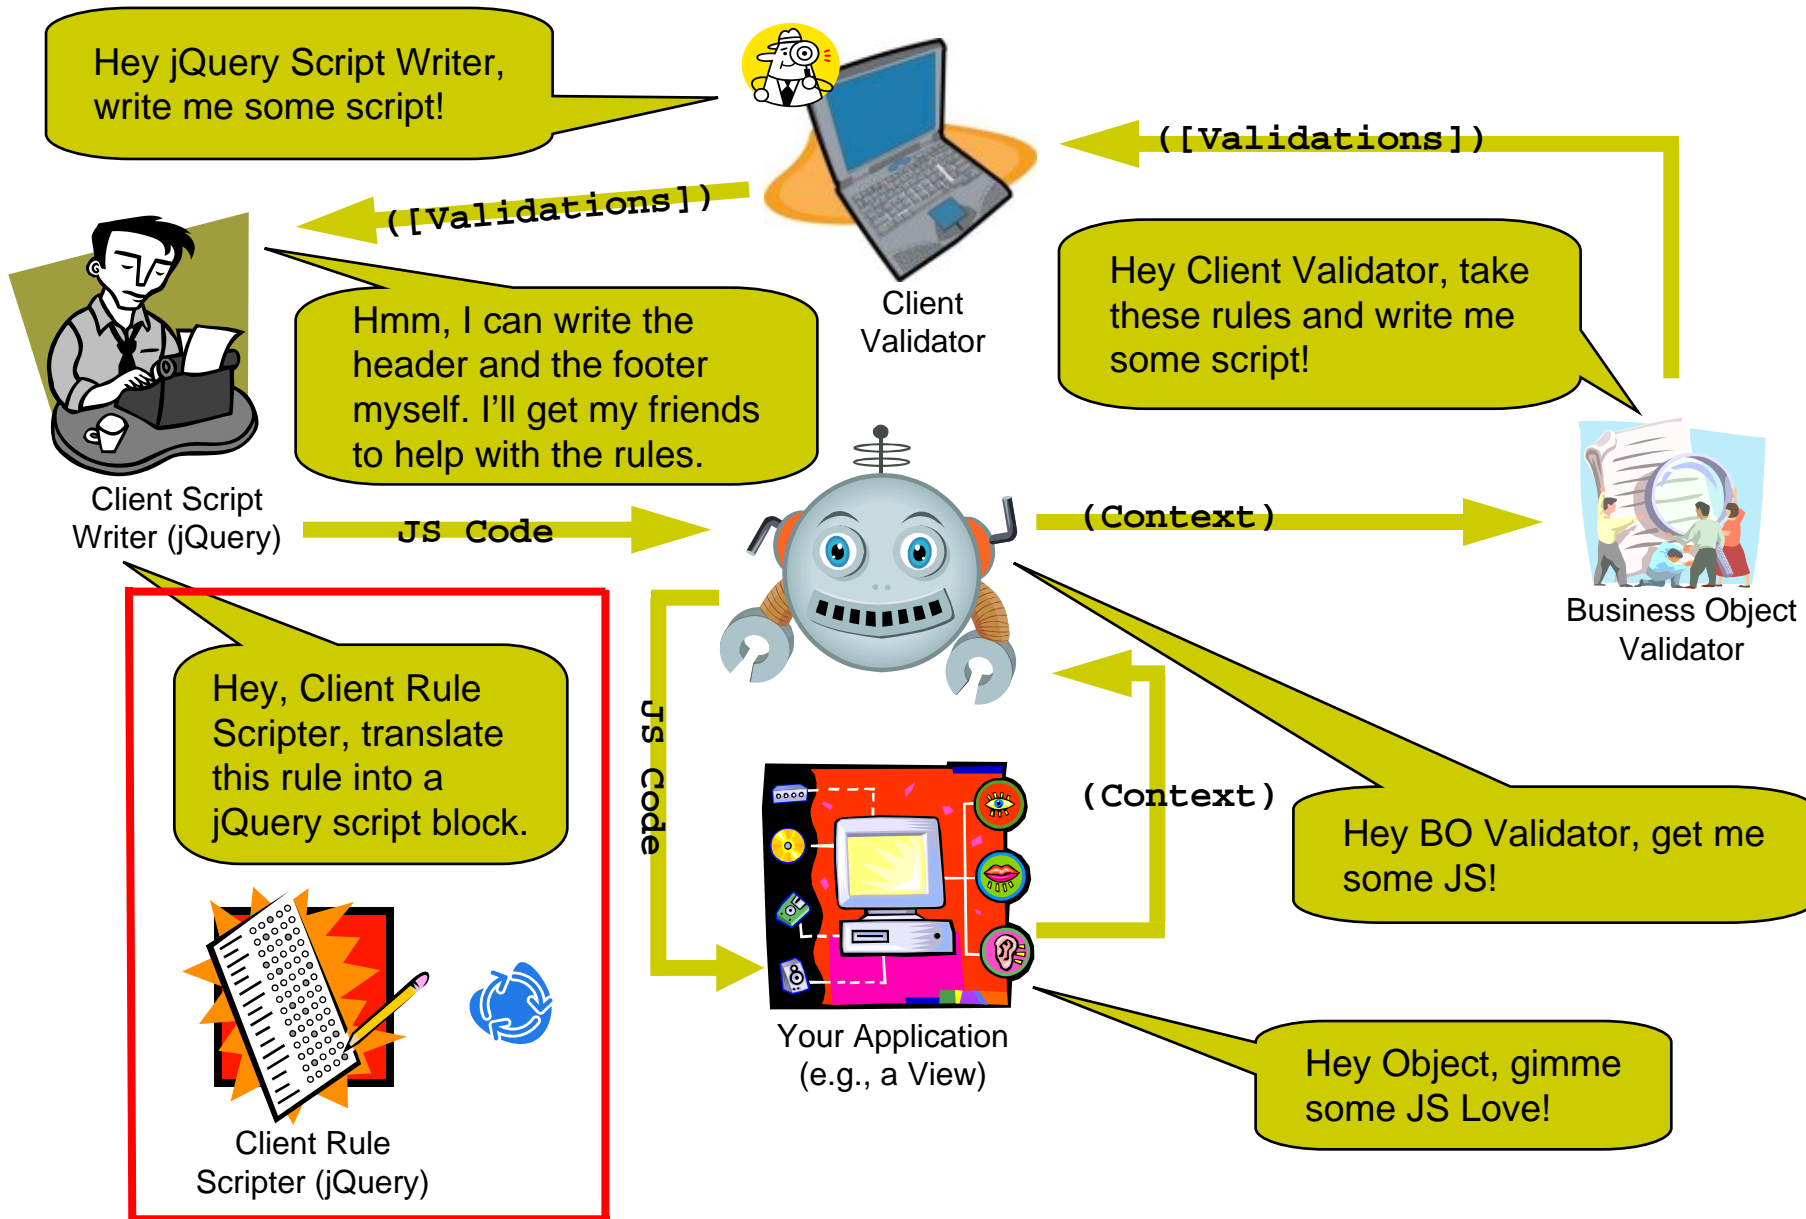 Hey jQuery Script Writer,
write me some script!
([Validations])
([Validations])
Client
Validator
Hey Client Validator, take
these rules and write me
some script!
Hmm, I can write the
header and the footer
myself. I’ll get my friends
to help with the rules.
Client Script
Writer (jQuery)
JS Code
(Context)
Business Object
Validator
Hey, Client Rule
Scripter, translate
this rule into a
jQuery script block.
JS Code
(Context)
Hey BO Validator, get me
some JS!
Your Application
(e.g., a View)
Hey Object, gimme
some JS Love!
Client Rule
Scripter (jQuery)